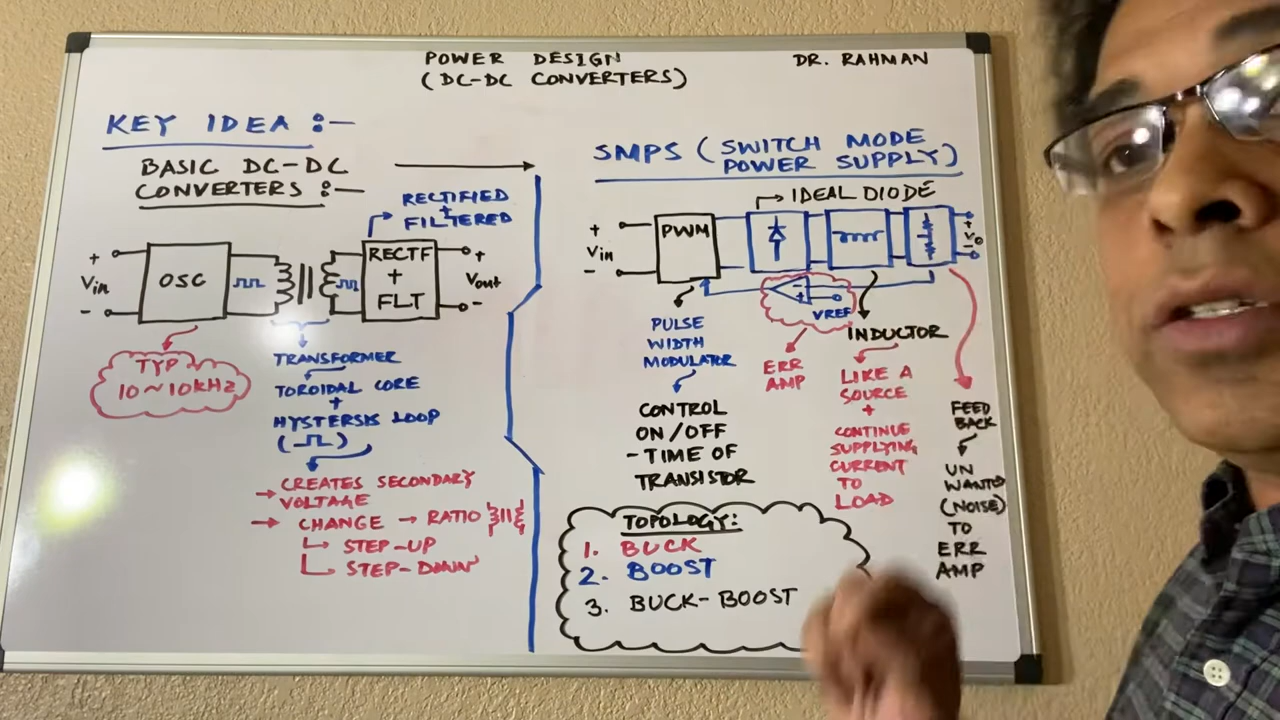 POWER DESIGN
(DC-DC CONVERTERS)
DR. RAHMAN
KEY IDEA :-
BASIC DC-DC
CONVERTERS :-
RECTIFIED
+
FILTERED
+
Vin
-
OSC
RECTF
+
FLT
+
Vout
-
TYP
10~10kHz
TRANSFORMER
TOROIDAL CORE
+
HYSTERSIS LOOP
( )
→ CREATES SECONDARY
VOLTAGE
→ CHANGE → RATIO
STEP-UP
STEP-DOWN
SMPS (SWITCH MODE
POWER SUPPLY)
IDEAL DIODE
+
Vin
-
PWM
+
Vo
-
+
-
VREF
PULSE
WIDTH
MODULATOR
CONTROL
ON/OFF
-TIME OF
TRANSISTOR
ERR
AMP
INDUCTOR
LIKE A
SOURCE
+
CONTINUE
SUPPLYING
CURRENT
TO
LOAD
FEED
BACK
UN
WANTED
(NOISE)
TO
ERR
AMP
TOPOLOGY:
1. BUCK
2. BOOST
3. BUCK-BOOST